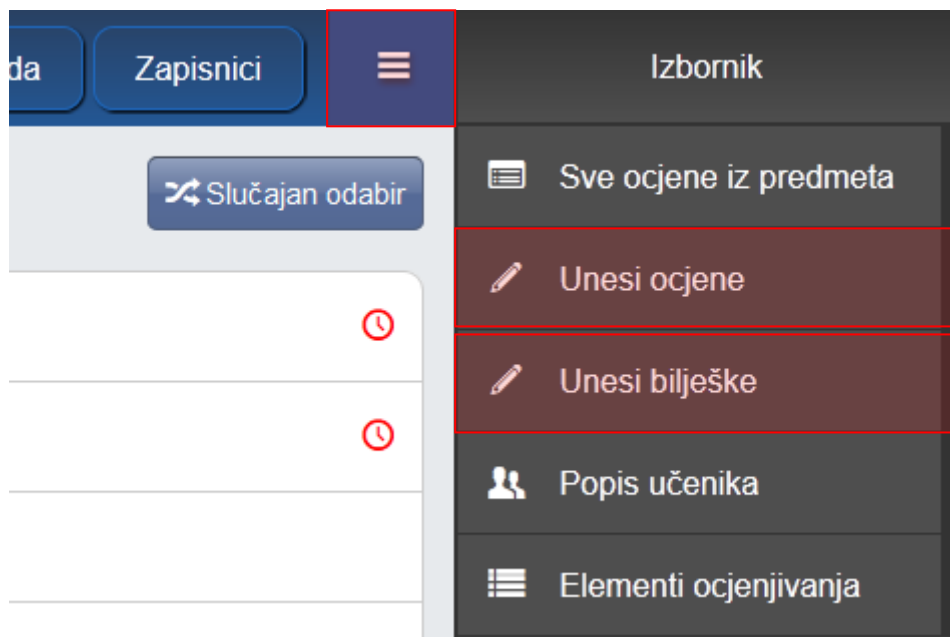 da
Zapisnici
Izbornik
Slučajan odabir
Sve ocjene iz predmeta
Unesi ocjene
Unesi bilješke
Popis učenika
Elementi ocjenjivanja